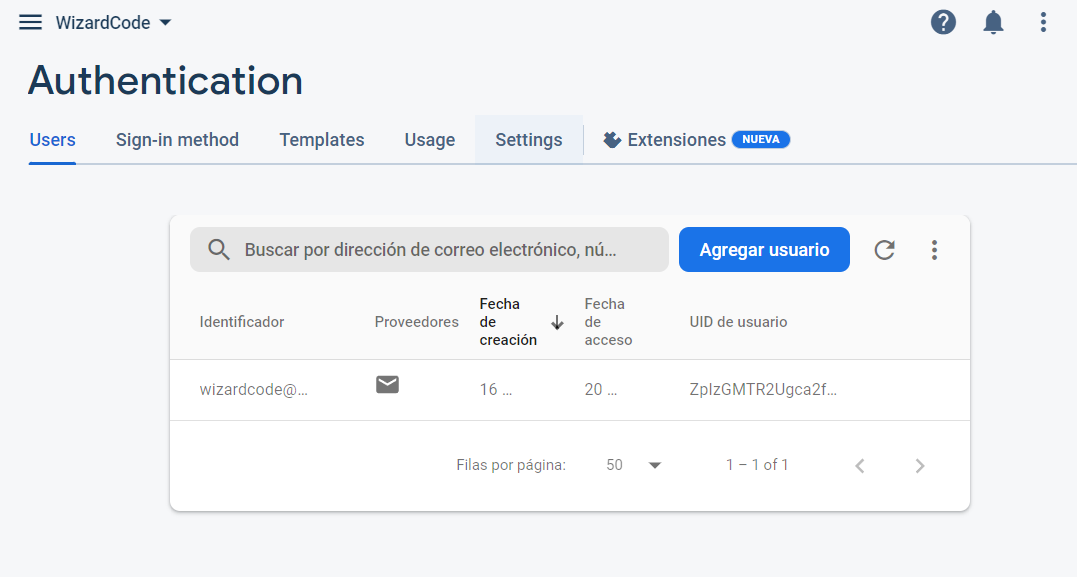 WizardCode
Authentication
Users Sign-in method Templates Usage Settings Extensiones NUEVA
Buscar por dirección de correo electrónico, nú...
Agregar usuario
Identificador Proveedores Fecha de creación Fecha de acceso UID de usuario
wizardcode@... 16 ... 20 ... ZpIzGMTR2Ugca2f...
Filas por página: 50 1 – 1 of 1